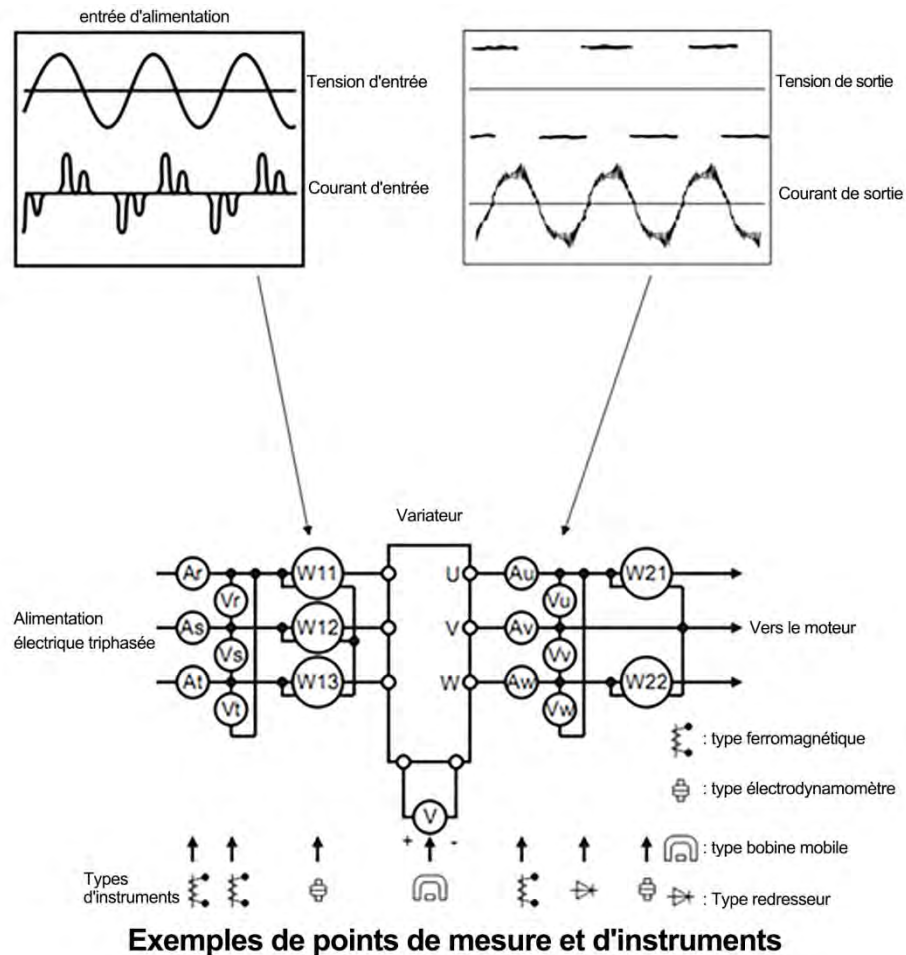 entrée d'alimentation
Tension d'entrée
Courant d'entrée
Tension de sortie
Courant de sortie
Variateur
Ar
Vr
W11
U
Au
Vu
W21
Alimentation
électrique triphasée
As
Vs
W12
V
Av
Vv
Vers le moteur
At
Vt
W13
W
Aw
Vw
W22
: type ferromagnétique
: type électrodynamomètre
V
+ -
: type bobine mobile
Types
d'instruments
: Type redresseur
Exemples de points de mesure et d'instruments